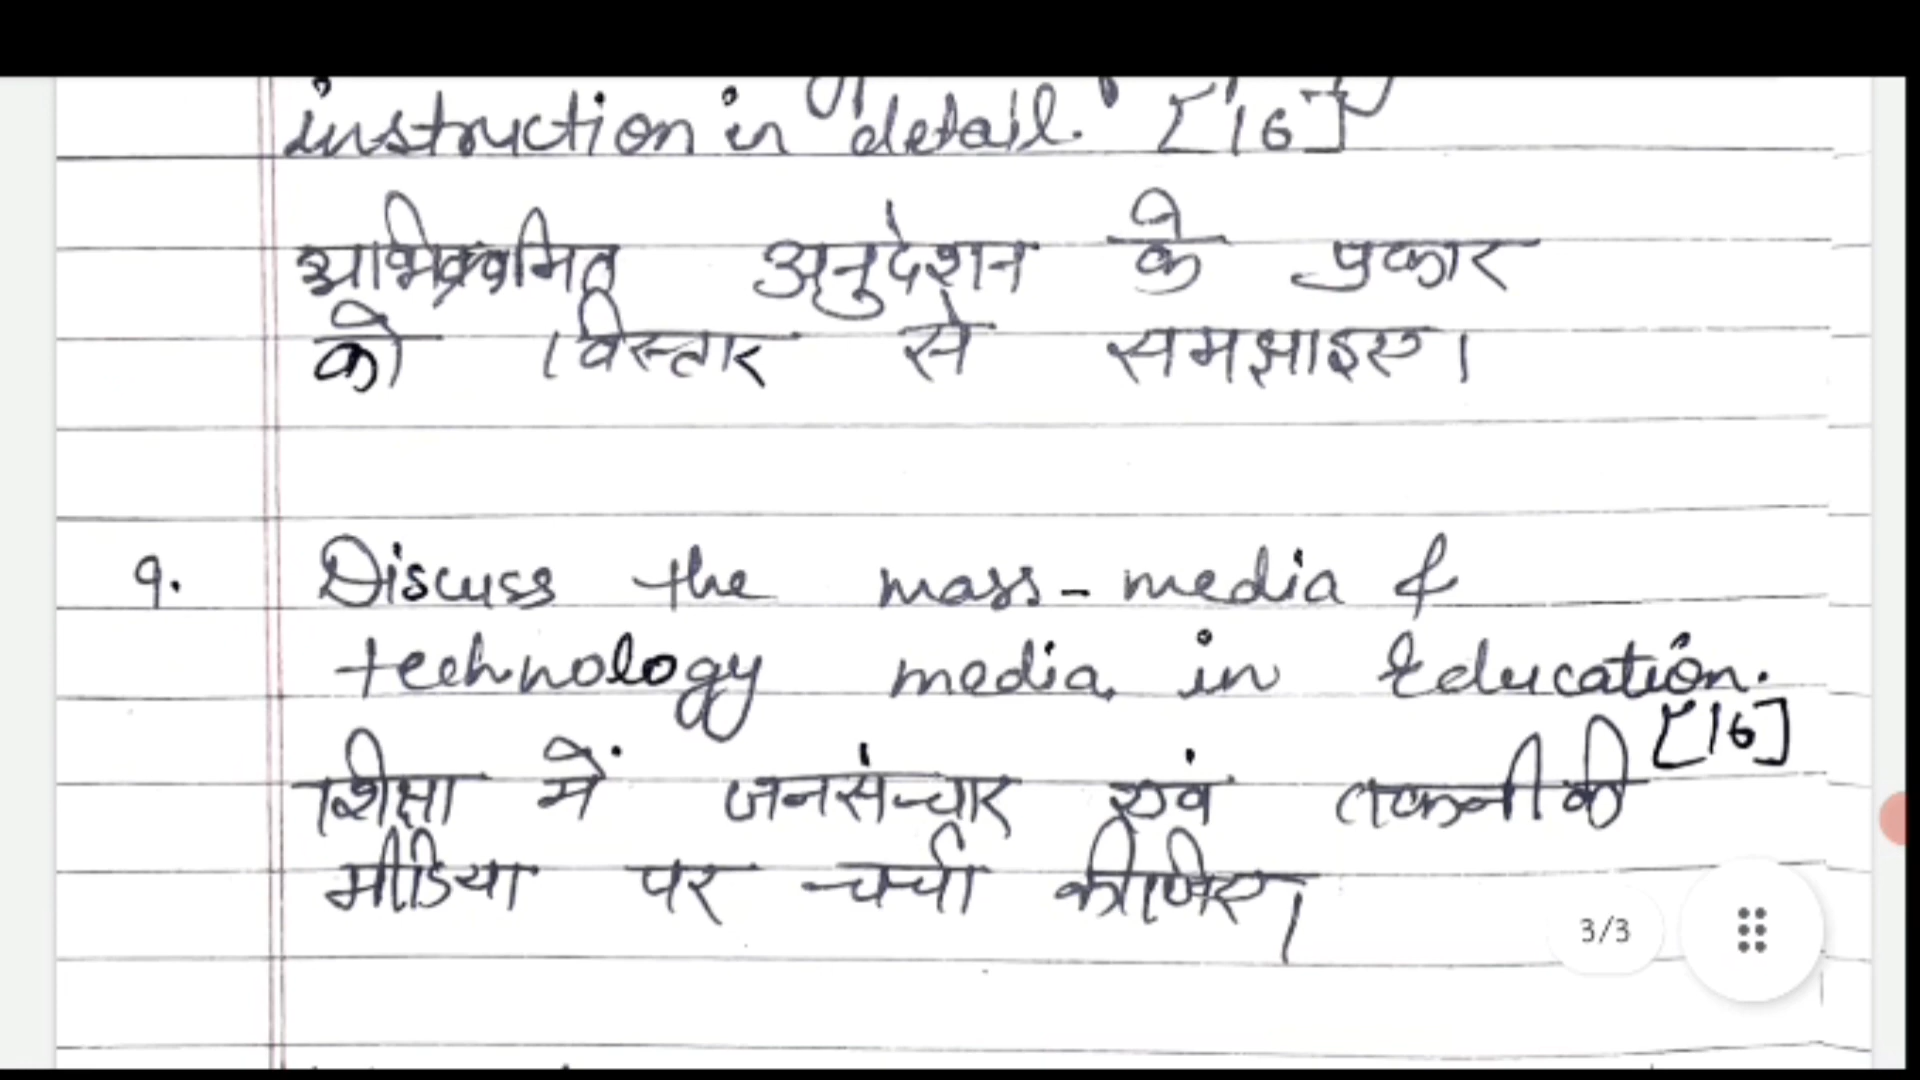 instruction in detail. [16]
अभिक्रमित अनुदेशन के प्रकार
को विस्तार से समझाइए।
9. Discuss the mass-media &
technology media in Education.
[16]
शिक्षा में जनसंचार एवं तकनीकी
मीडिया पर चर्चा कीजिए।
3/3